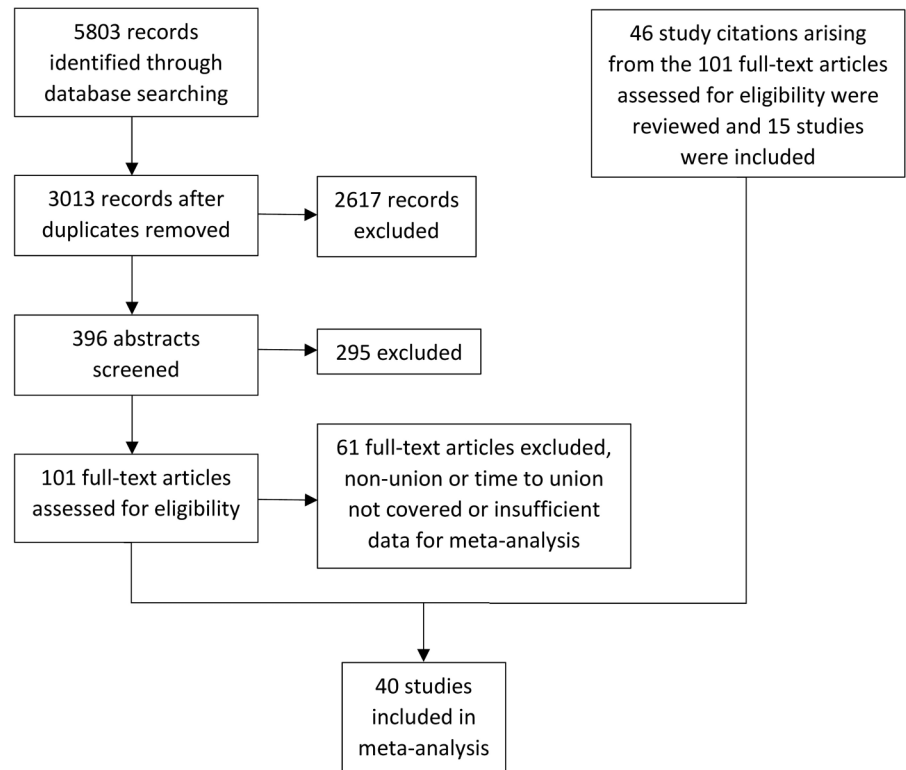 5803 records
identified through
database searching
46 study citations arising
from the 101 full-text articles
assessed for eligibility were
reviewed and 15 studies
were included
3013 records after
duplicates removed
2617 records
excluded
396 abstracts
screened
295 excluded
101 full-text articles
assessed for eligibility
61 full-text articles excluded,
non-union or time to union
not covered or insufficient
data for meta-analysis
40 studies
included in
meta-analysis